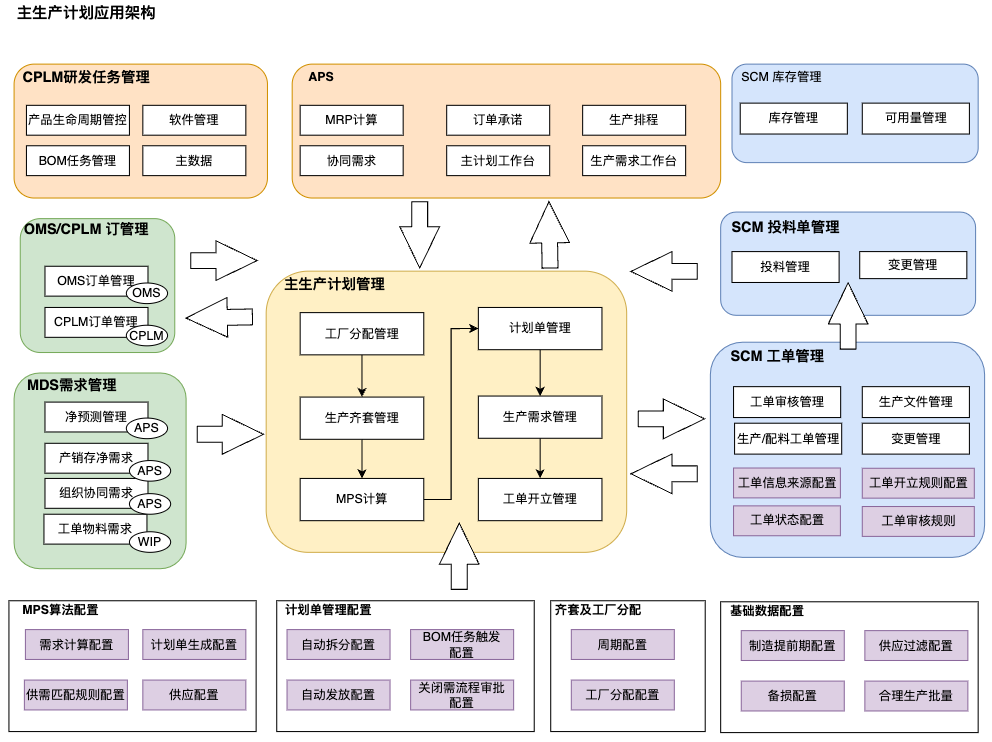 主生产计划应用架构
CPLM研发任务管理
产品生命周期管控
软件管理
BOM任务管理
主数据
APS
MRP计算
订单承诺
生产排程
协同需求
主计划工作台
生产需求工作台
SCM 库存管理
库存管理
可用量管理
OMS/CPLM 订管理
OMS订单管理
OMS
CPLM订单管理
CPLM
MDS需求管理
净预测管理
APS
产销存净需求
APS
组织协同需求
APS
工单物料需求
WIP
主生产计划管理
工厂分配管理
生产齐套管理
MPS计算
计划单管理
生产需求管理
工单开立管理
SCM 投料单管理
投料管理
变更管理
SCM 工单管理
工单审核管理
生产文件管理
生产/配料工单管理
变更管理
工单信息来源配置
工单开立规则配置
工单状态配置
工单审核规则
MPS算法配置
需求计算配置
计划单生成配置
供需匹配规则配置
供应配置
计划单管理配置
自动拆分配置
BOM任务触发
配置
自动发放配置
关闭需流程审批
配置
齐套及工厂分配
周期配置
工厂分配配置
基础数据配置
制造提前期配置
供应过滤配置
备损配置
合理生产批量